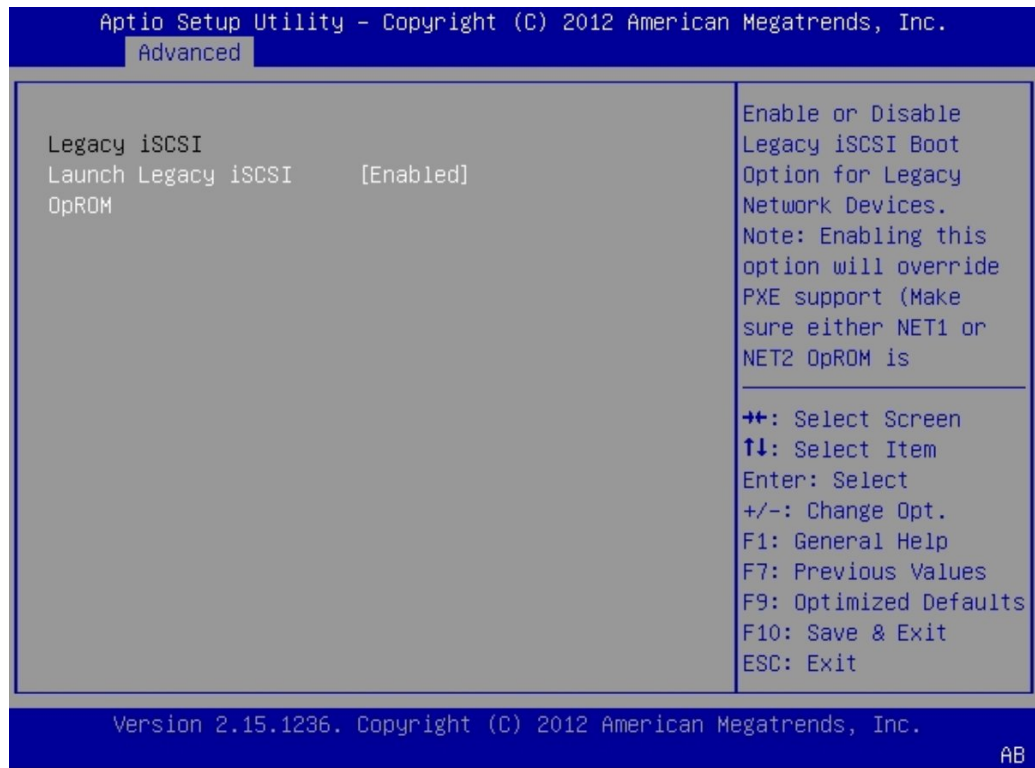 Aptio Setup Utility – Copyright (C) 2012 American Megatrends, Inc.
Advanced
Legacy iSCSI
Launch Legacy iSCSI [Enabled]
OpROM
Enable or Disable
Legacy iSCSI Boot
Option for Legacy
Network Devices.
Note: Enabling this
option will override
PXE support (Make
sure either NET1 or
NET2 OpROM is
→←: Select Screen
↑↓: Select Item
Enter: Select
+/-: Change Opt.
F1: General Help
F7: Previous Values
F9: Optimized Defaults
F10: Save & Exit
ESC: Exit
Version 2.15.1236. Copyright (C) 2012 American Megatrends, Inc.
AB